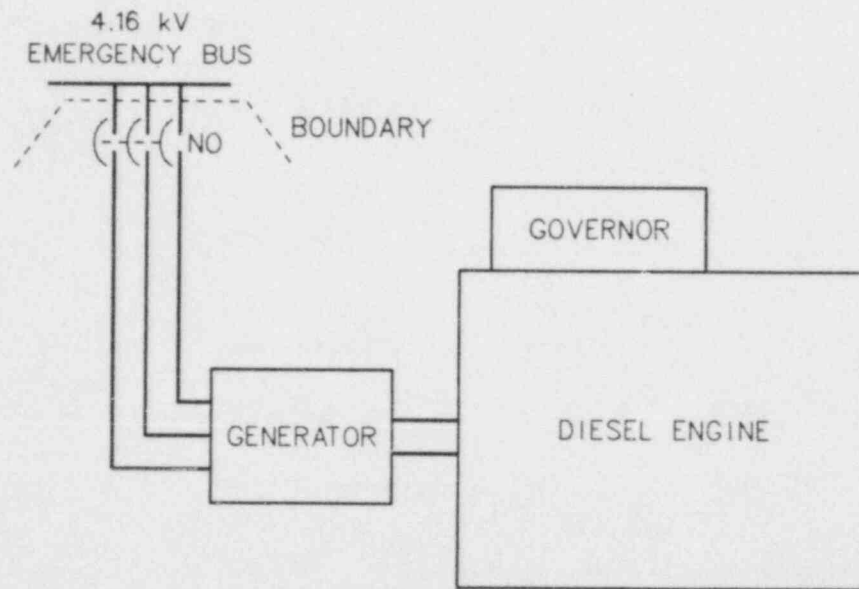 4.16 kV
EMERGENCY BUS
BOUNDARY
NO
GOVERNOR
GENERATOR
DIESEL ENGINE